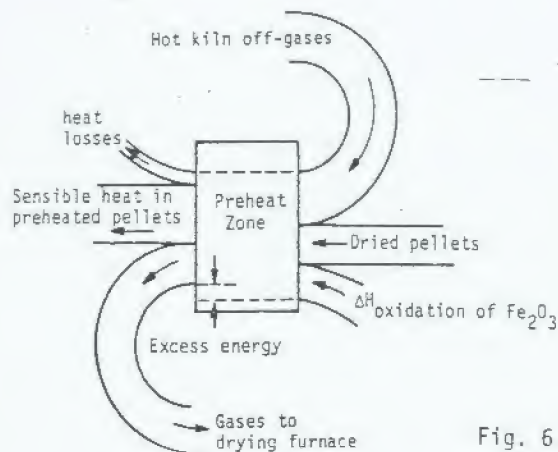 Hot kiln off-gases
heat
losses
Sensible heat in
preheated pellets
Preheat
Zone
Dried pellets
ΔH oxidation of Fe2O3
Excess energy
Gases to
drying furnace
Fig. 6